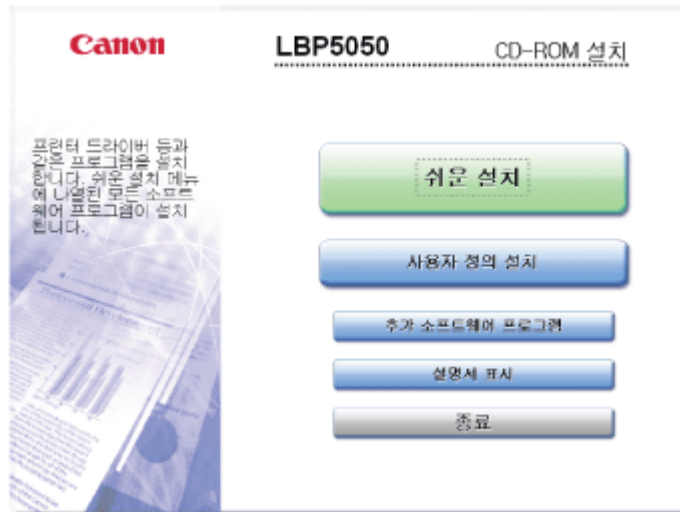 Canon
LBP5050
CD-ROM 설치
프린터 드라이버 등과
같은 프로그램을 설치
합니다. 쉬운 설치 메뉴
에 나열된 모든 소프트
웨어 프로그램이 설치
됩니다.
쉬운 설치
사용자 정의 설치
추가 소프트웨어 프로그램
설명서 표시
종료